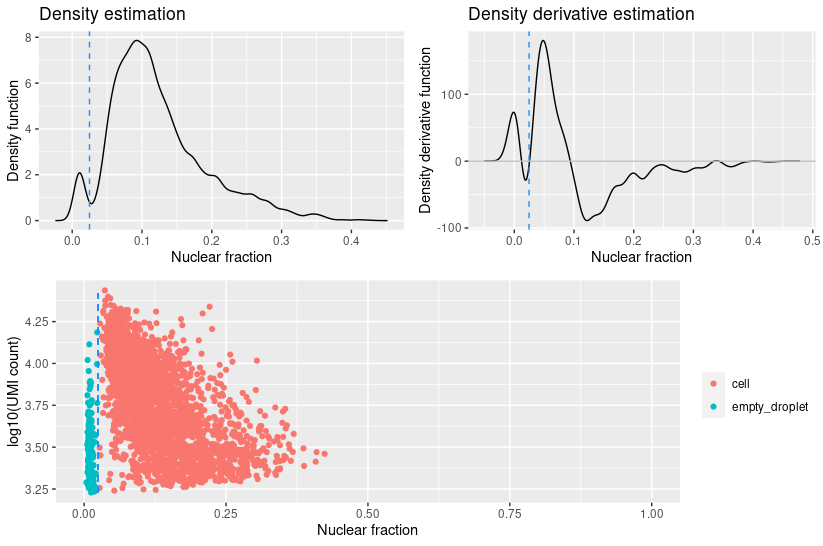 Density estimation
Density function
8
6
4
2
0
0.0 0.1 0.2 0.3 0.4
Nuclear fraction
Density derivative estimation
Density derivative function
100
0
-100
0.0 0.1 0.2 0.3 0.4 0.5
Nuclear fraction
log10(UMI count)
4.25
4.00
3.75
3.50
3.25
0.00 0.25 0.50 0.75 1.00
Nuclear fraction
cell
empty_droplet